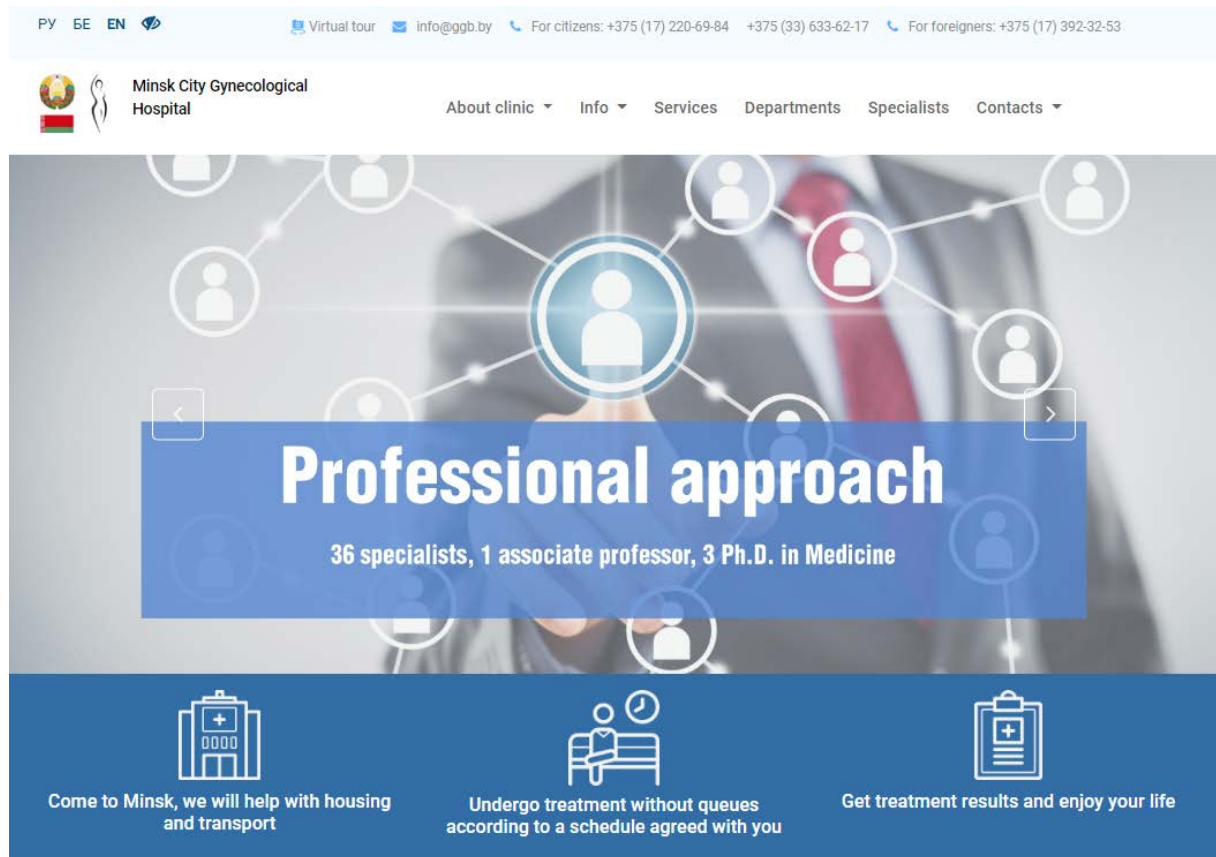 РУ БЕ EN Virtual tour info@ggb.by For citizens: +375 (17) 220-69-84 +375 (33) 633-62-17 For foreigners: +375 (17) 392-32-53
Minsk City Gynecological
Hospital
About clinic Info Services Departments Specialists Contacts
Professional approach
36 specialists, 1 associate professor, 3 Ph.D. in Medicine
Come to Minsk, we will help with housing
and transport
Undergo treatment without queues
according to a schedule agreed with you
Get treatment results and enjoy your life